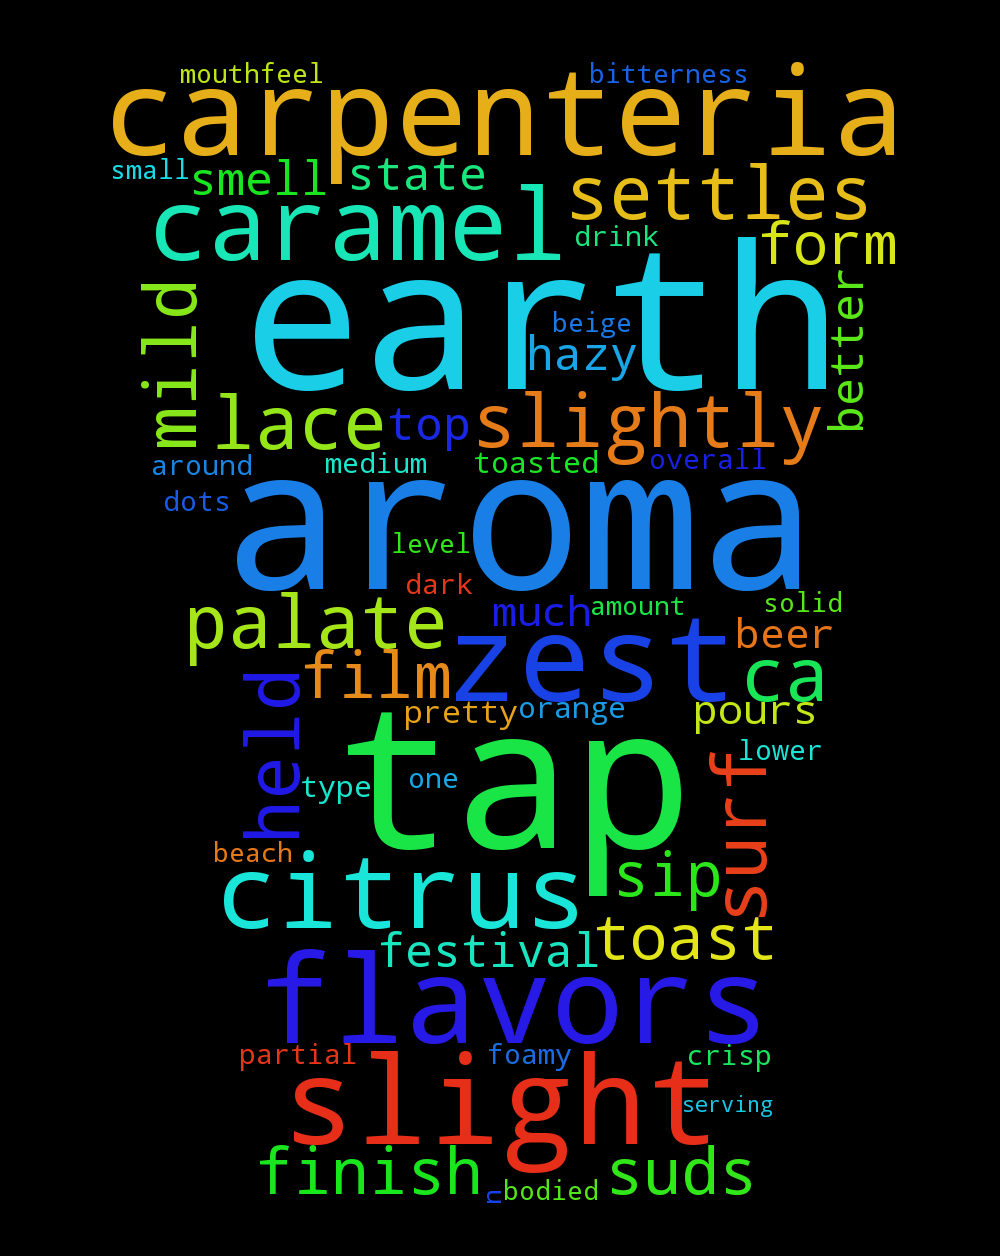 mouthfeel bitterness
carpenteria
small smell state settles
caramel drink form
earth
mild beige hazy better
lace top slightly
around medium toasted overall
dots aroma
level
dark
palate much amount solid
zest beer
film ca
held pretty orange pours
tap surf lower
type one
beach sip
citrus
festival toast
flavors
partial foamy crisp
slight serving
finish n bodied suds